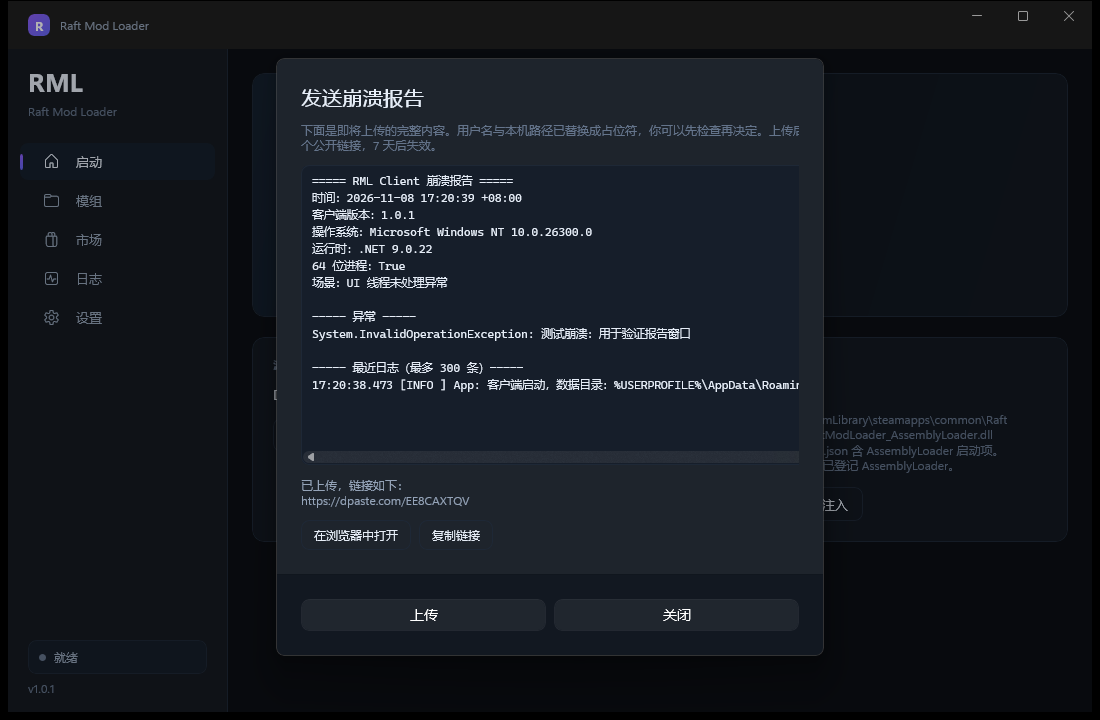 R
Raft Mod Loader
RML
Raft Mod Loader
启动
模组
市场
日志
设置
就绪
v1.0.1
发送崩溃报告
下面是即将上传的完整内容。用户名与本机路径已替换成占位符，你可以先检查再决定。上传后
个公开链接，7 天后失效。
===== RML Client 崩溃报告 =====
时间: 2026-11-08 17:20:39 +08:00
客户端版本: 1.0.1
操作系统: Microsoft Windows NT 10.0.26300.0
运行时: .NET 9.0.22
64 位进程: True
场景: UI 线程未处理异常
----- 异常 -----
System.InvalidOperationException: 测试崩溃: 用于验证报告窗口
----- 最近日志（最多 300 条）-----
17:20:38.473 [INFO ] App: 客户端启动，数据目录: %USERPROFILE%\AppData\Roamin
已上传，链接如下：
https://dpaste.com/EE8CAXTQV
在浏览器中打开
复制链接
上传
关闭
mLibrary\steamapps\common\Raft
ModLoader_AssemblyLoader.dll
.json 含 AssemblyLoader 启动项。
已登记 AssemblyLoader。
注入